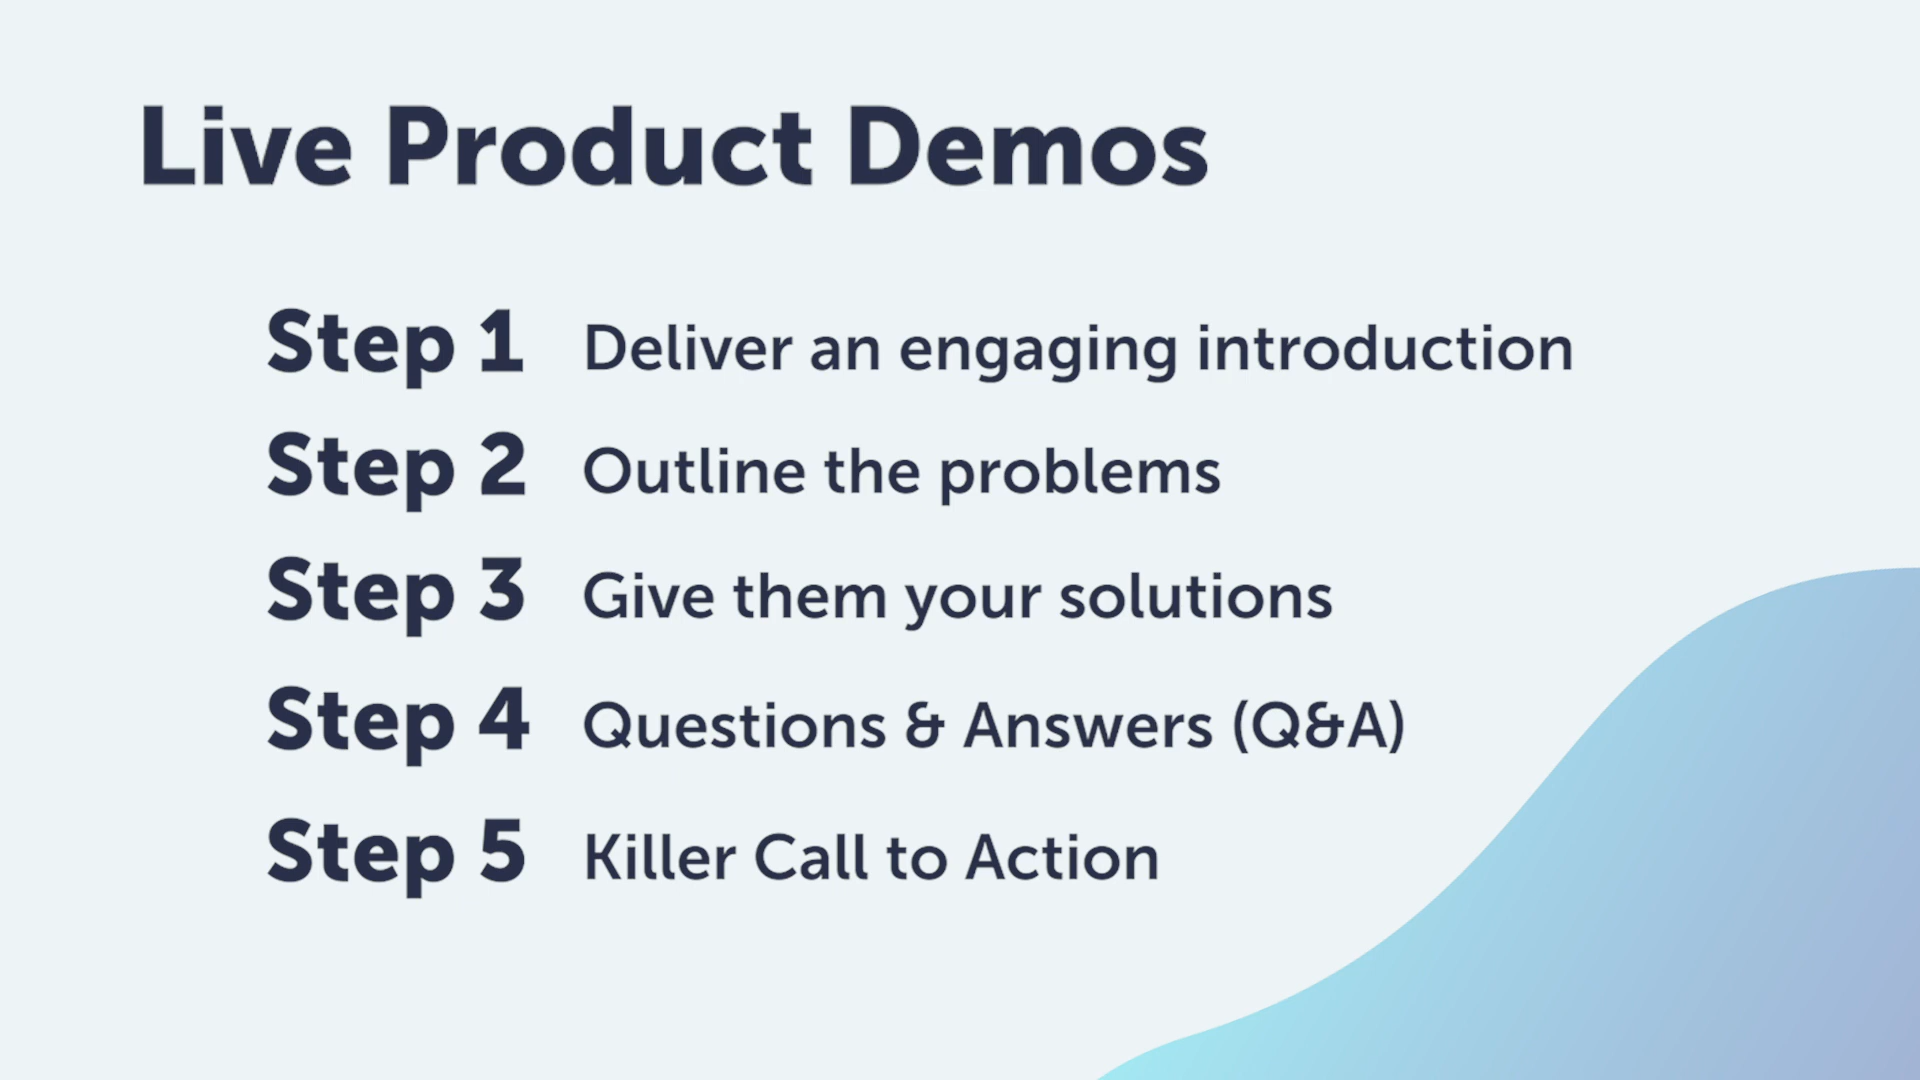 Live Product Demos
Step 1 Deliver an engaging introduction
Step 2 Outline the problems
Step 3 Give them your solutions
Step 4 Questions & Answers (Q&A)
Step 5 Killer Call to Action